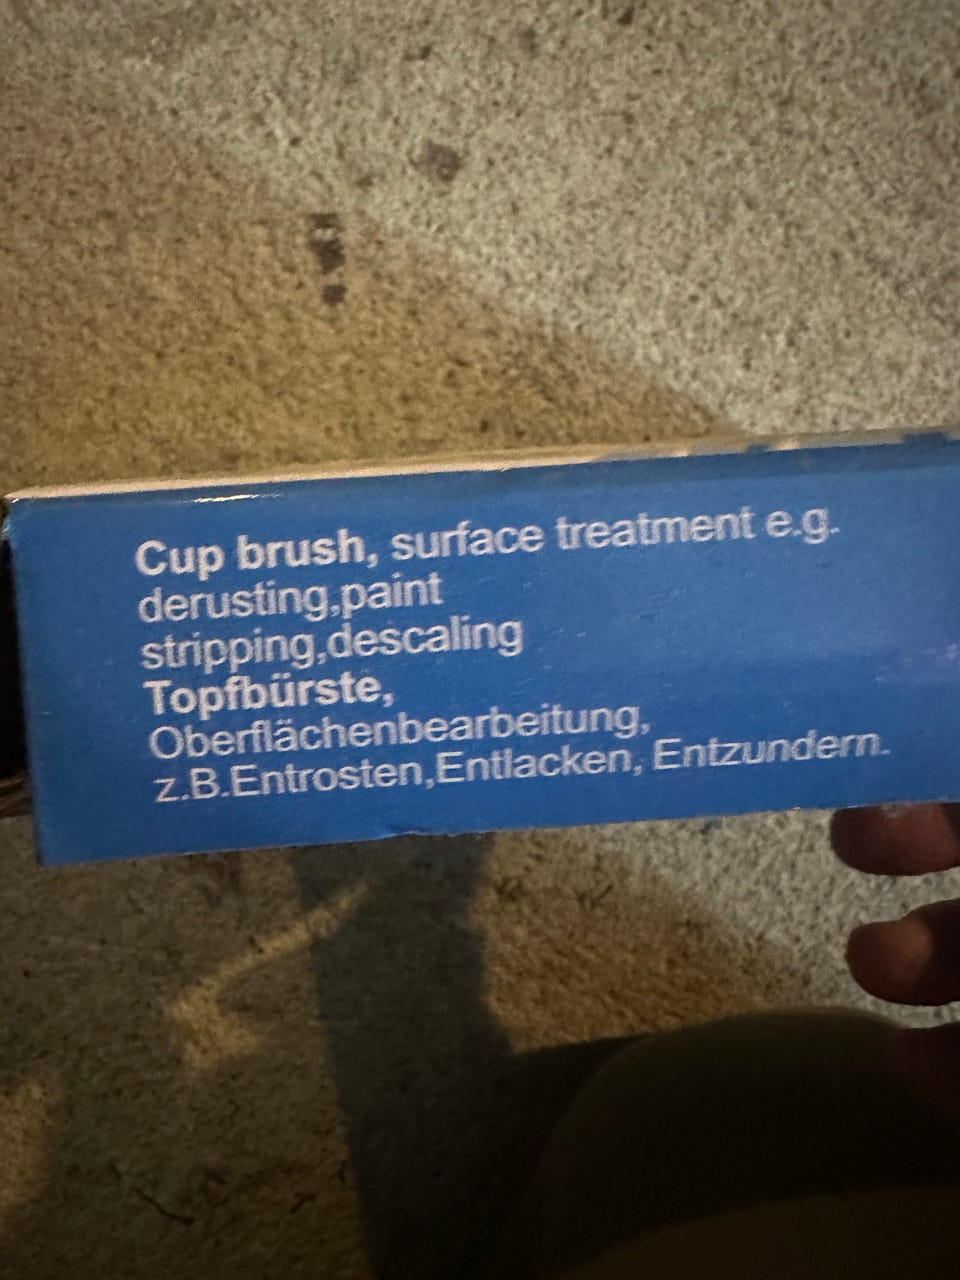 Cup brush, surface treatment e.g.
derusting,paint
stripping,descaling
Topfbürste,
Oberflächenbearbeitung,
z.B.Entrosten,Entlacken, Entzundern.